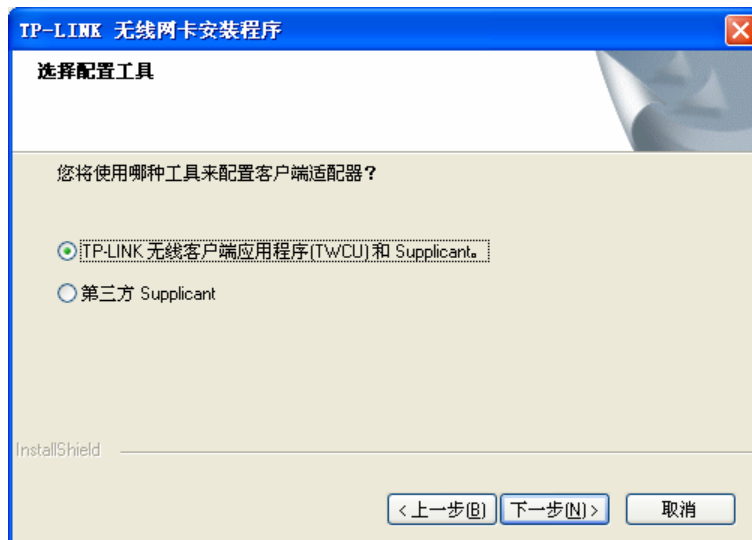 TP-LINK 无线网卡安装程序
选择配置工具
您将使用哪种工具来配置客户端适配器？
TP-LINK 无线客户端应用程序(TWCU)和 Supplicant。
第三方 Supplicant
InstallShield
<上一步(B) 下一步(N)> 取消